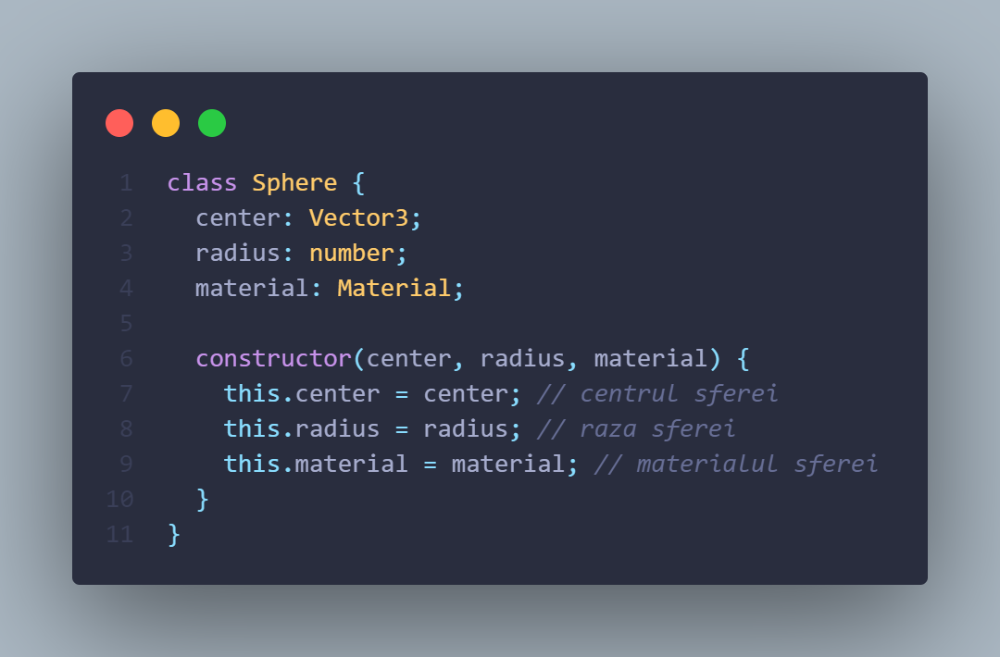 1 class Sphere {
2   center: Vector3;
3   radius: number;
4   material: Material;
5
6   constructor(center, radius, material) {
7     this.center = center; // centrul sferei
8     this.radius = radius; // raza sferei
9     this.material = material; // materialul sferei
10   }
11 }